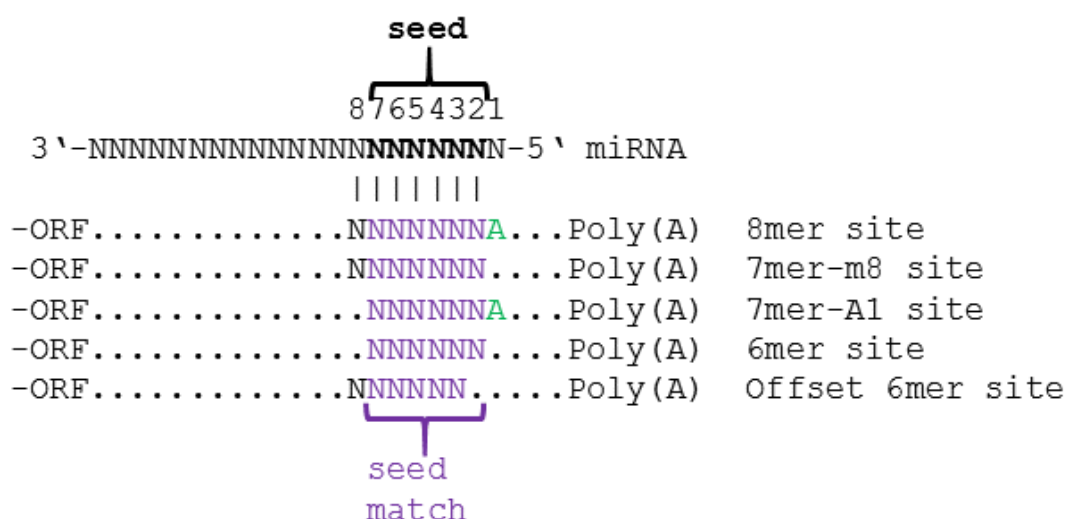 seed
87654321
3‘-NNNNNNNNNNNNNNNNNNNNN-5‘ miRNA
|||||||
-ORF.............NNNNNNNA...Poly(A) 8mer site
-ORF.............NNNNNNN....Poly(A) 7mer-m8 site
-ORF..............NNNNNNA...Poly(A) 7mer-A1 site
-ORF..............NNNNNN....Poly(A) 6mer site
-ORF.............NNNNNN.....Poly(A) Offset 6mer site
seed
match